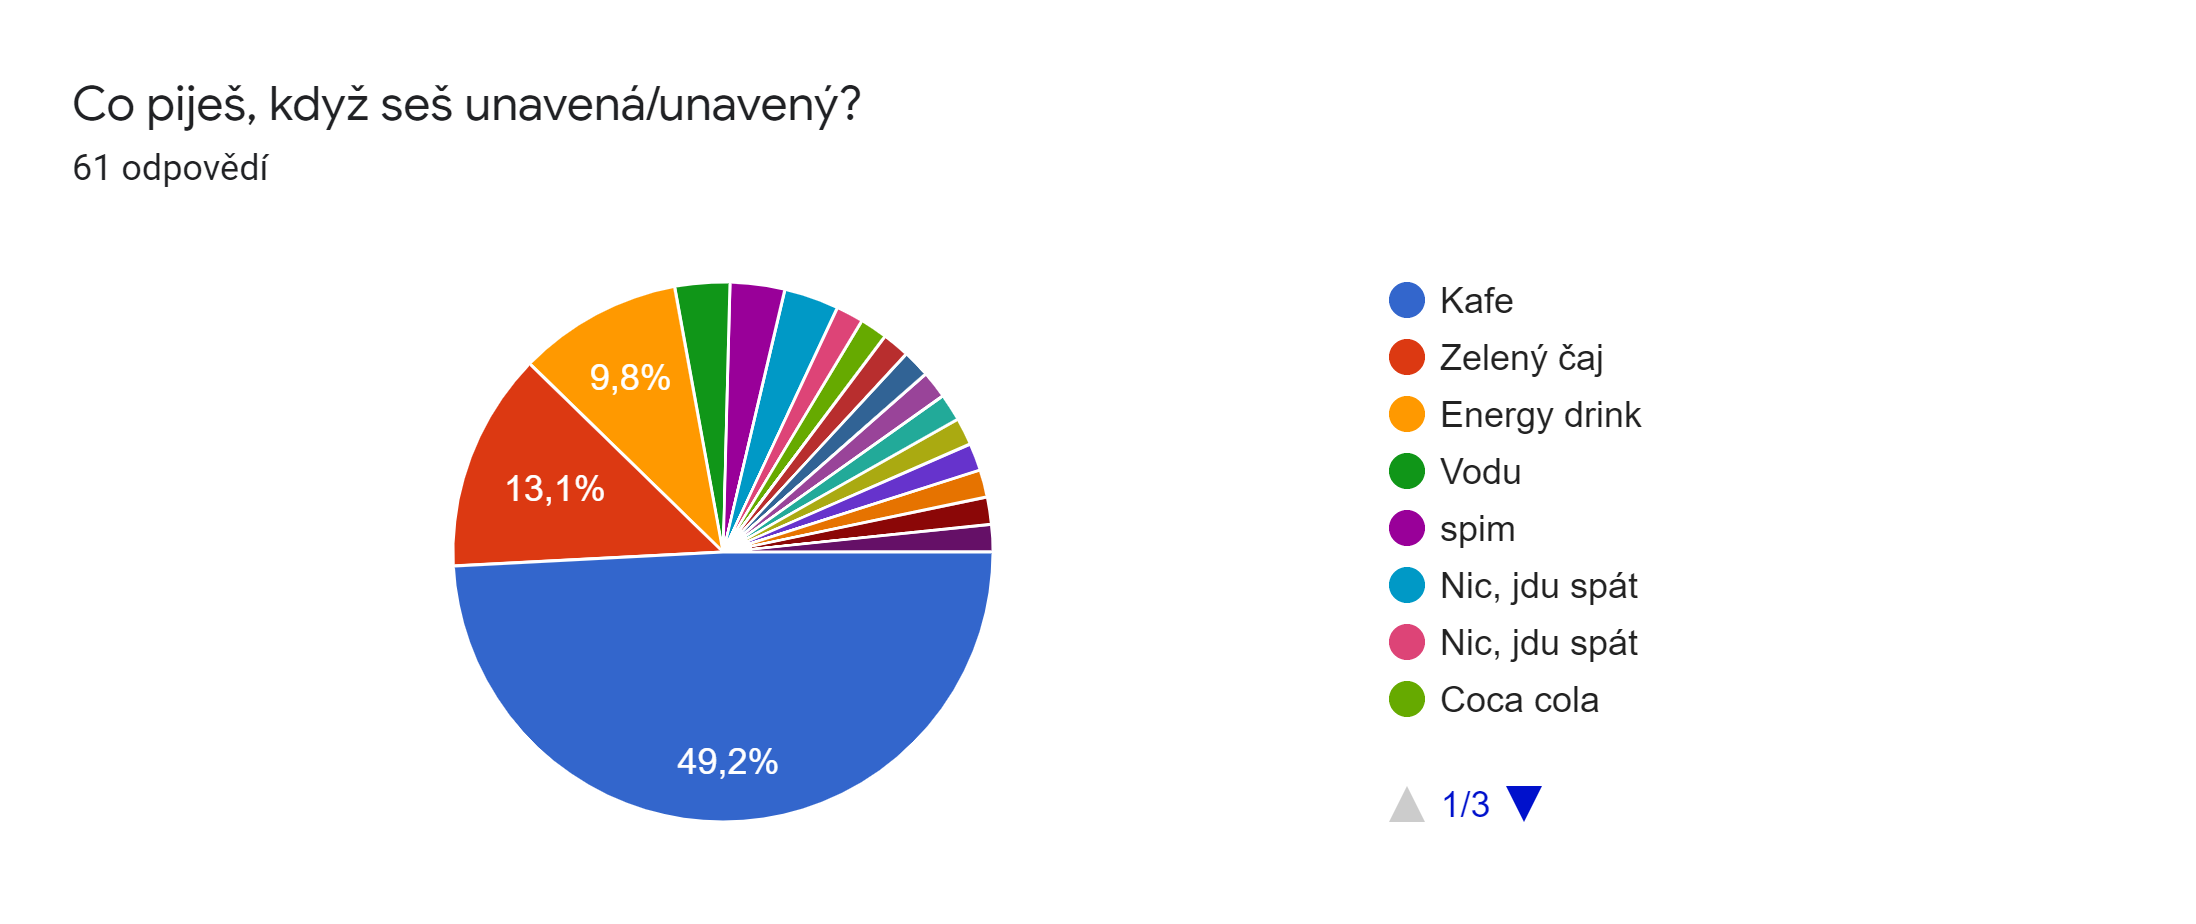 Co piješ, když seš unavená/unavený?
61 odpovědí
9,8%
13,1%
49,2%
Kafe
Zelený čaj
Energy drink
Vodu
spim
Nic, jdu spát
Nic, jdu spát
Coca cola
1/3